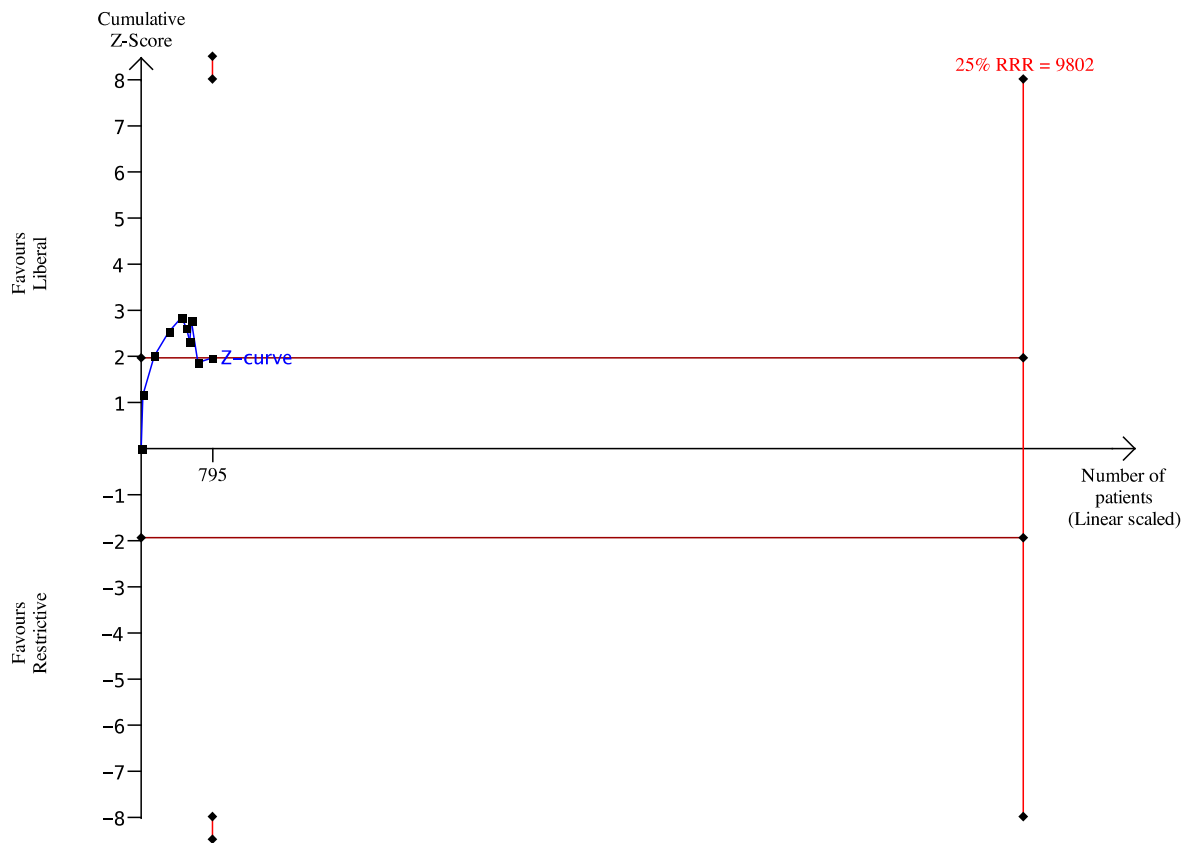 Cumulative
Z-Score
25% RRR = 9802
8
7
6
5
4
3
2
1
Favours
Liberal
Z-curve
795
Number of
patients
(Linear scaled)
−1
−2
−3
−4
−5
−6
−7
−8
Favours
Restrictive